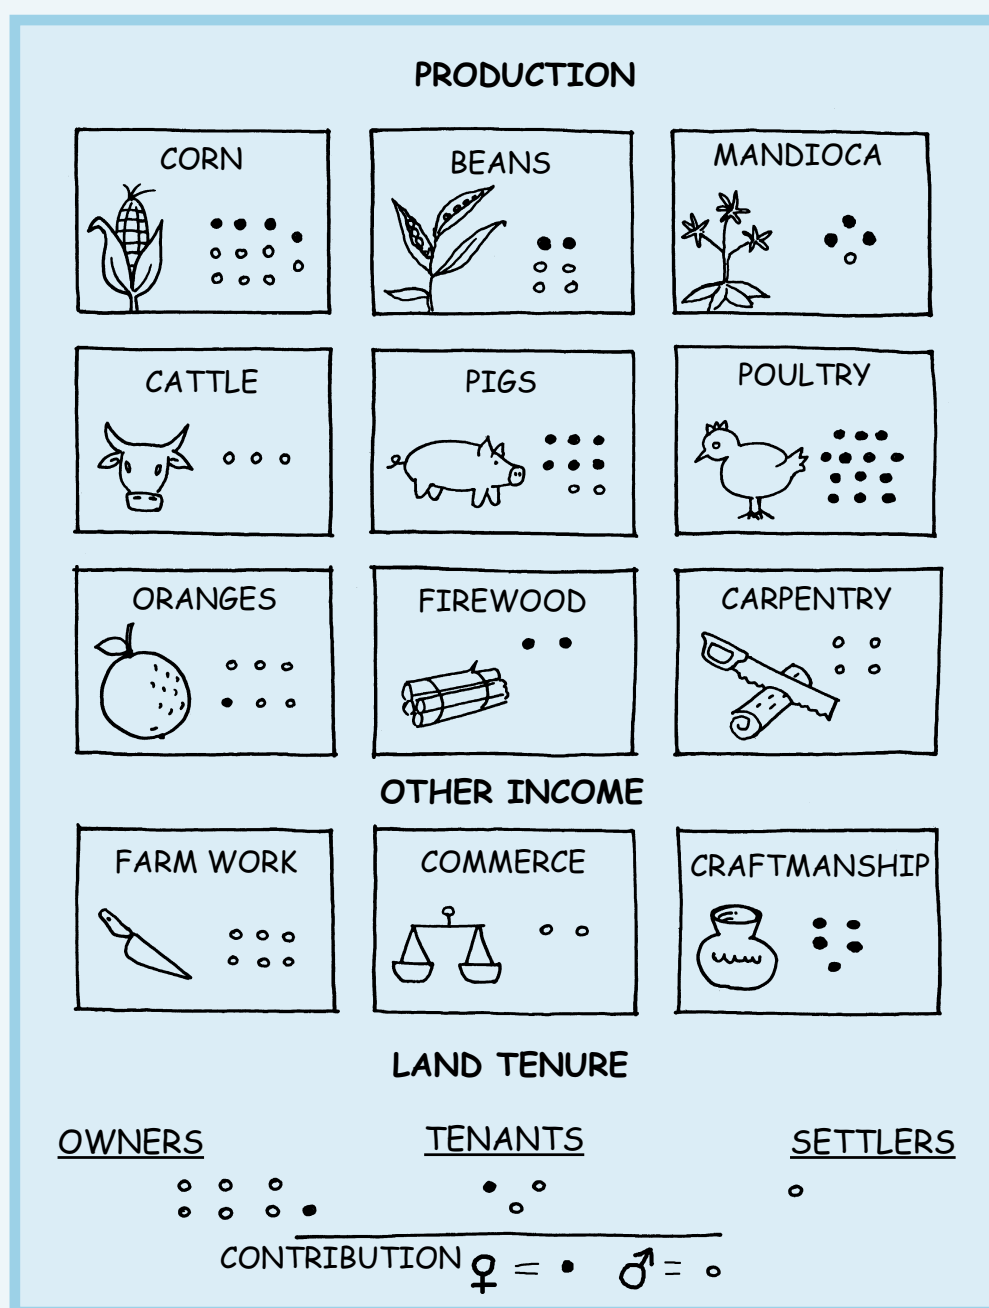 PRODUCTION
CORN
BEANS
MANDIOCA
CATTLE
PIGS
POULTRY
ORANGES
FIREWOOD
CARPENTRY
OTHER INCOME
FARM WORK
COMMERCE
CRAFTMANSHIP
LAND TENURE
OWNERS
TENANTS
SETTLERS
CONTRIBUTION ♀ = ● ♂ = ○